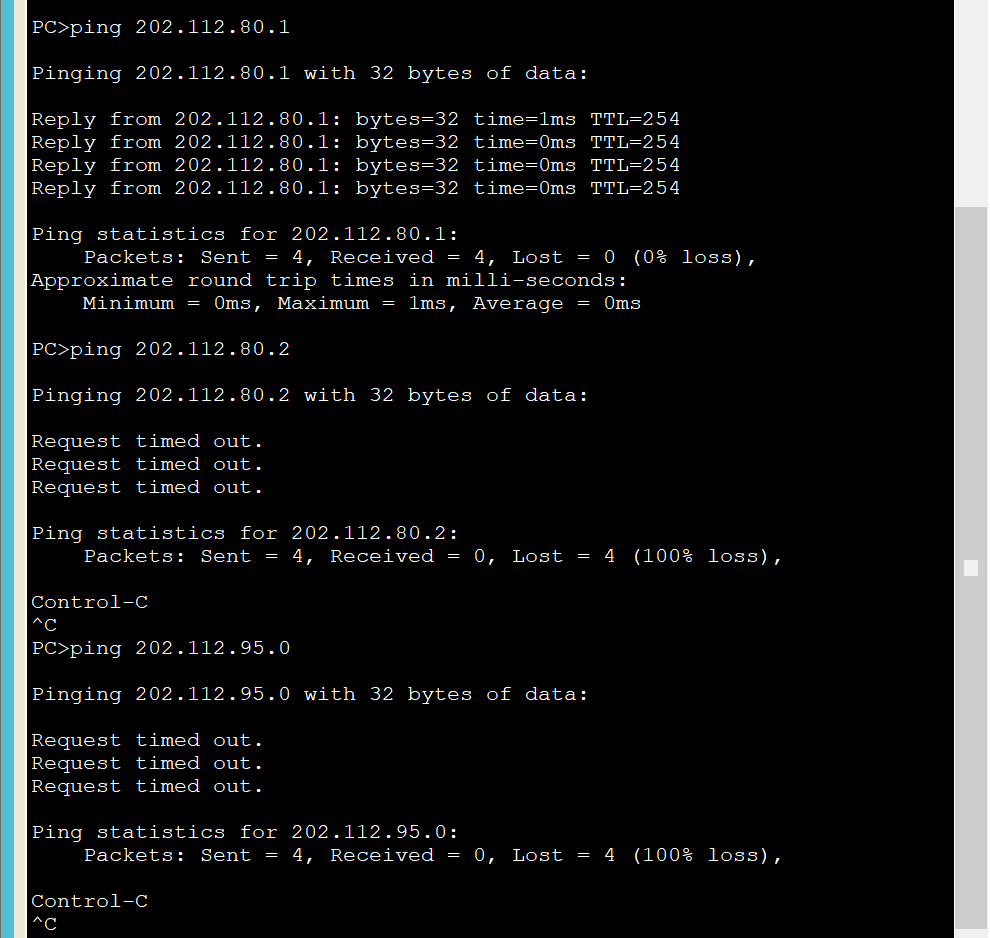 PC>ping 202.112.80.1
Pinging 202.112.80.1 with 32 bytes of data:
Reply from 202.112.80.1: bytes=32 time=1ms TTL=254
Reply from 202.112.80.1: bytes=32 time=0ms TTL=254
Reply from 202.112.80.1: bytes=32 time=0ms TTL=254
Reply from 202.112.80.1: bytes=32 time=0ms TTL=254
Ping statistics for 202.112.80.1:
    Packets: Sent = 4, Received = 4, Lost = 0 (0% loss),
Approximate round trip times in milli-seconds:
    Minimum = 0ms, Maximum = 1ms, Average = 0ms
PC>ping 202.112.80.2
Pinging 202.112.80.2 with 32 bytes of data:
Request timed out.
Request timed out.
Request timed out.
Ping statistics for 202.112.80.2:
    Packets: Sent = 4, Received = 0, Lost = 4 (100% loss),
Control-C
^C
PC>ping 202.112.95.0
Pinging 202.112.95.0 with 32 bytes of data:
Request timed out.
Request timed out.
Request timed out.
Ping statistics for 202.112.95.0:
    Packets: Sent = 4, Received = 0, Lost = 4 (100% loss),
Control-C
^C